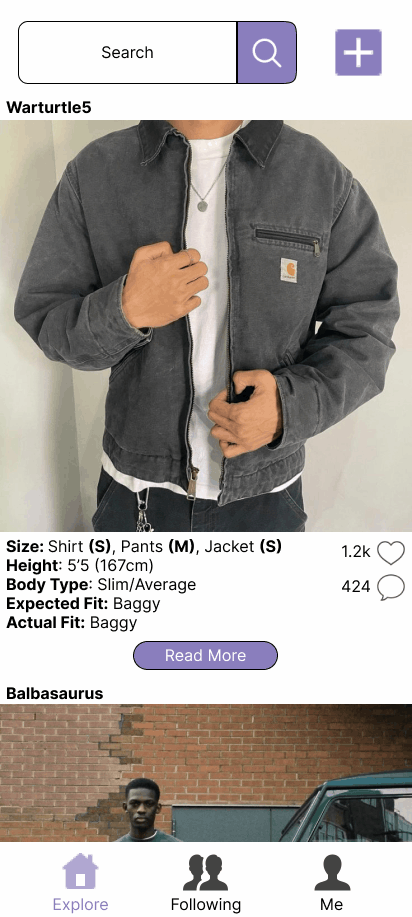 Search
Warturtle5
Size: Shirt (S), Pants (M), Jacket (S)
1.2k
Height: 5'5 (167cm)
Body Type: Slim/Average
424
Expected Fit: Baggy
Actual Fit: Baggy
Read More
Balbasaurus
Explore
Following
Me